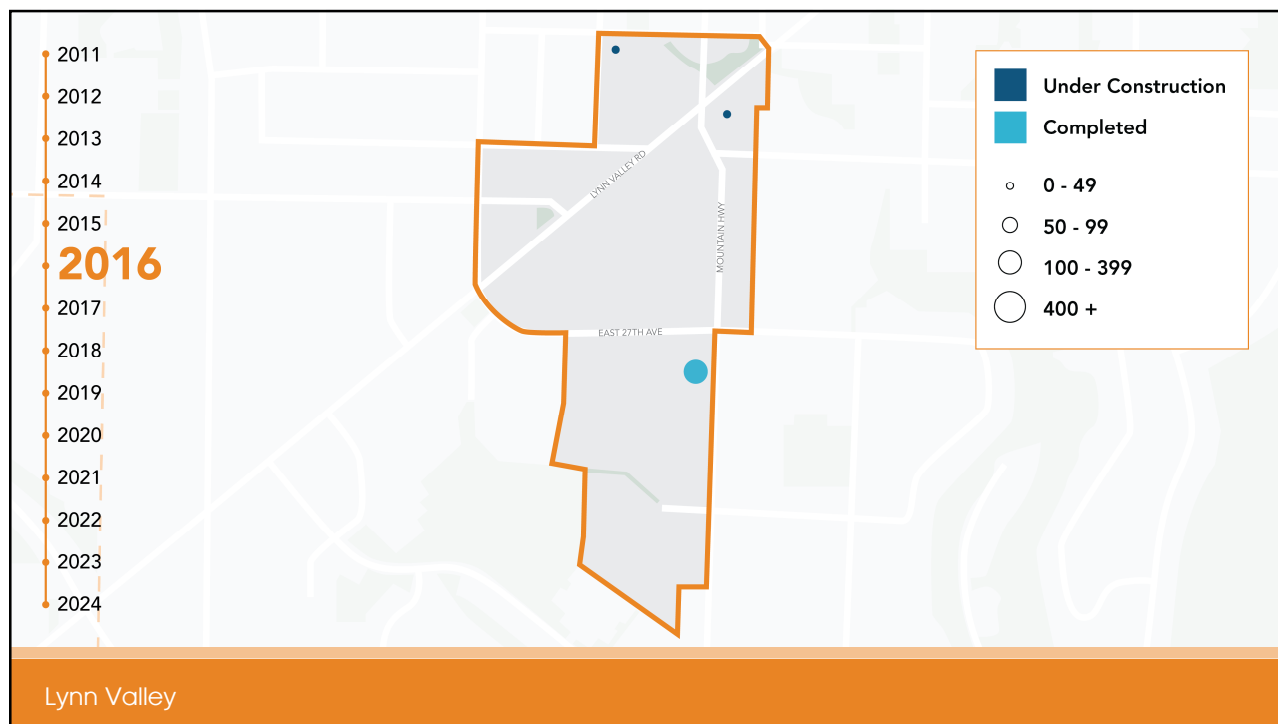 2011
2012
2013
2014
2015
2016
2017
2018
2019
2020
2021
2022
2023
2024
LYNN VALLEY RD
MOUNTAIN HWY
EAST 27TH AVE
Under Construction
Completed
0 - 49
50 - 99
100 - 399
400 +
Lynn Valley